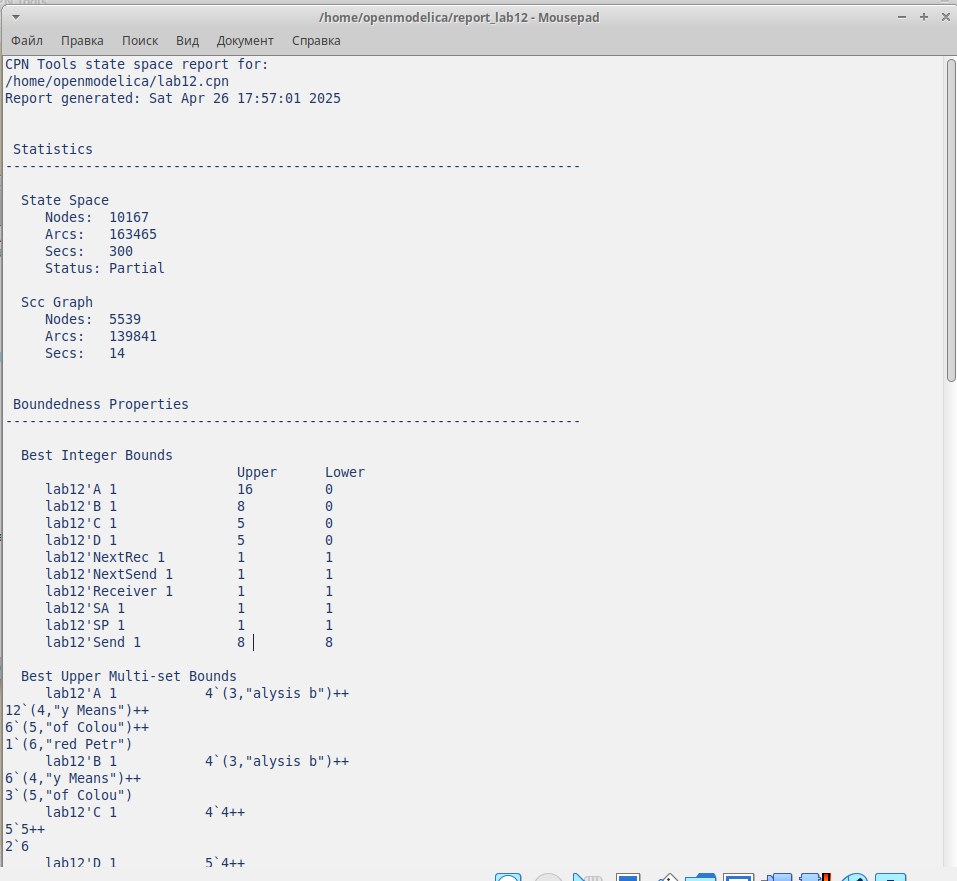 /home/openmodelica/report_lab12 - Mousepad
Файл Правка Поиск Вид Документ Справка
CPN Tools state space report for:
/home/openmodelica/lab12.cpn
Report generated: Sat Apr 26 17:57:01 2025
Statistics
------------------------------------------------------------------------
State Space
Nodes: 10167
Arcs: 163465
Secs: 300
Status: Partial
Scc Graph
Nodes: 5539
Arcs: 139841
Secs: 14
Boundedness Properties
------------------------------------------------------------------------
Best Integer Bounds
Upper Lower
lab12'A 1 16 0
lab12'B 1 8 0
lab12'C 1 5 0
lab12'D 1 5 0
lab12'NextRec 1 1 1
lab12'NextSend 1 1 1
lab12'Receiver 1 1 1
lab12'SA 1 1 1
lab12'SP 1 1 1
lab12'Send 1 8 8
Best Upper Multi-set Bounds
lab12'A 1 4`(3,"alysis b")++
12`(4,"y Means")++
6`(5,"of Colou")++
1`(6,"red Petr")
lab12'B 1 4`(3,"alysis b")++
6`(4,"y Means")++
3`(5,"of Colou")
lab12'C 1 4`4++
5`5++
2`6
lab12'D 1 5`4++